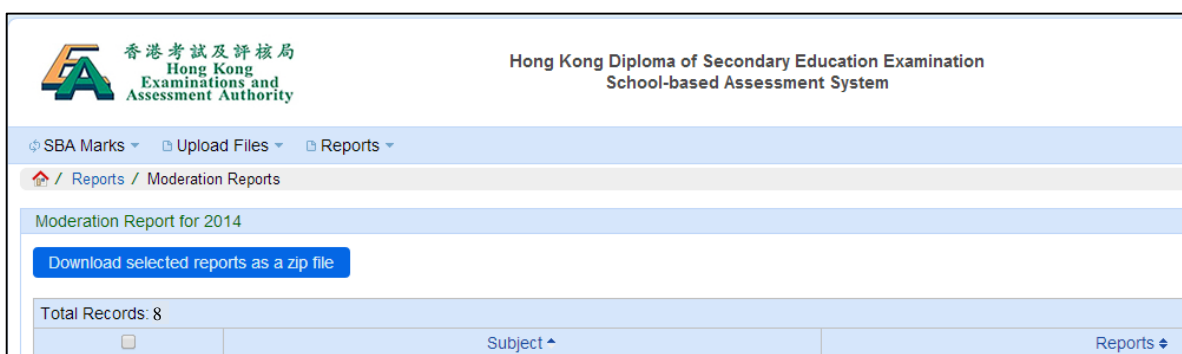 香港考試及評核局
Hong Kong
Examinations and
Assessment Authority
Hong Kong Diploma of Secondary Education Examination
School-based Assessment System
SBA Marks
Upload Files
Reports
/ Reports / Moderation Reports
Moderation Report for 2014
Download selected reports as a zip file
Total Records: 8
Subject
Reports